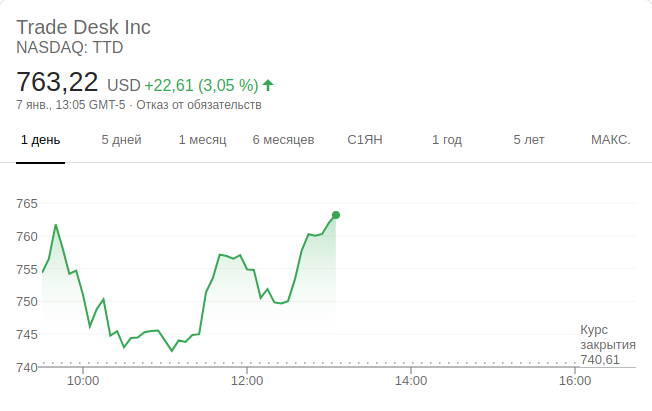 Trade Desk Inc
NASDAQ: TTD
763,22 USD +22,61 (3,05 %)
7 янв., 13:05 GMT-5 · Отказ от обязательств
1 день 5 дней 1 месяц 6 месяцев С1ЯН 1 год 5 лет МАКС.
765
760
755
750
745
740
Курс
закрытия
740,61
10:00 12:00 14:00 16:00